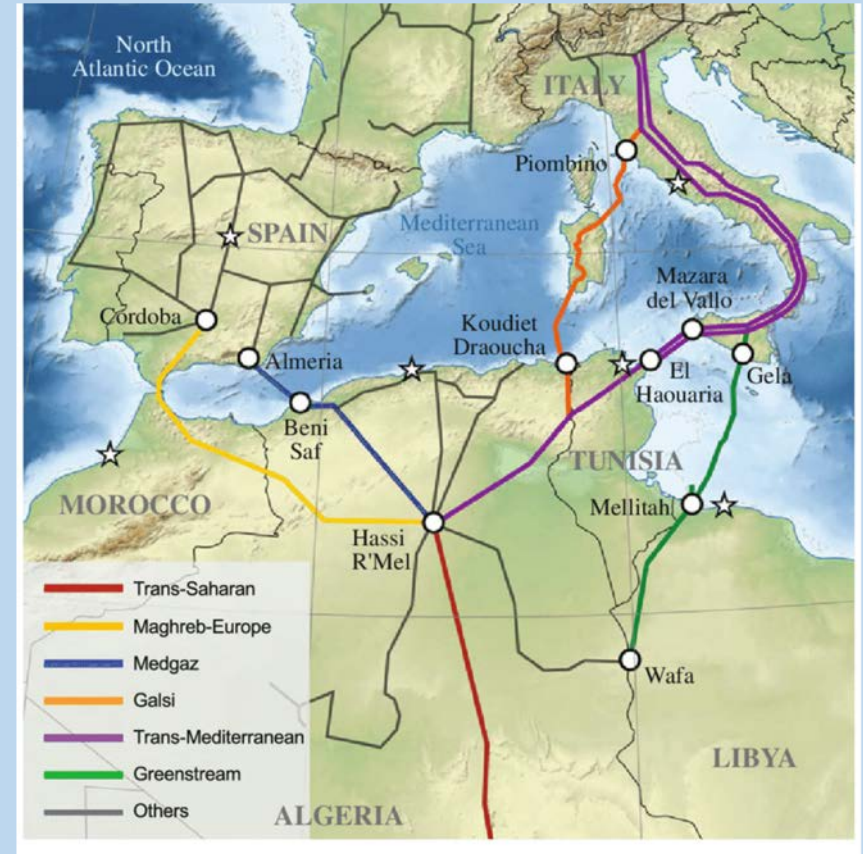 North
Atlantic Ocean
ITALY
Piombino
SPAIN
Mediterranean
Sea
Mazara
del Vallo
Cordoba
Koudiet
Draoucha
Almeria
El
Haouaria
Gela
Beni
Saf
TUNISIA
MOROCCO
Mellitah
Hassi
R'Mel
Trans-Saharan
Maghreb-Europe
Medgaz
Galsi
Trans-Mediterranean
Greenstream
Others
Wafa
LIBYA
ALGERIA